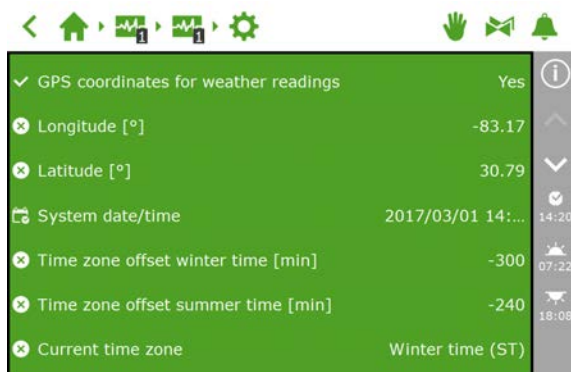 1 1
GPS coordinates for weather readings Yes
Longitude [°] -83.17
Latitude [°] 30.79
System date/time 2017/03/01 14:...
14:20
Time zone offset winter time [min] -300
07:22
Time zone offset summer time [min] -240
18:08
Current time zone Winter time (ST)